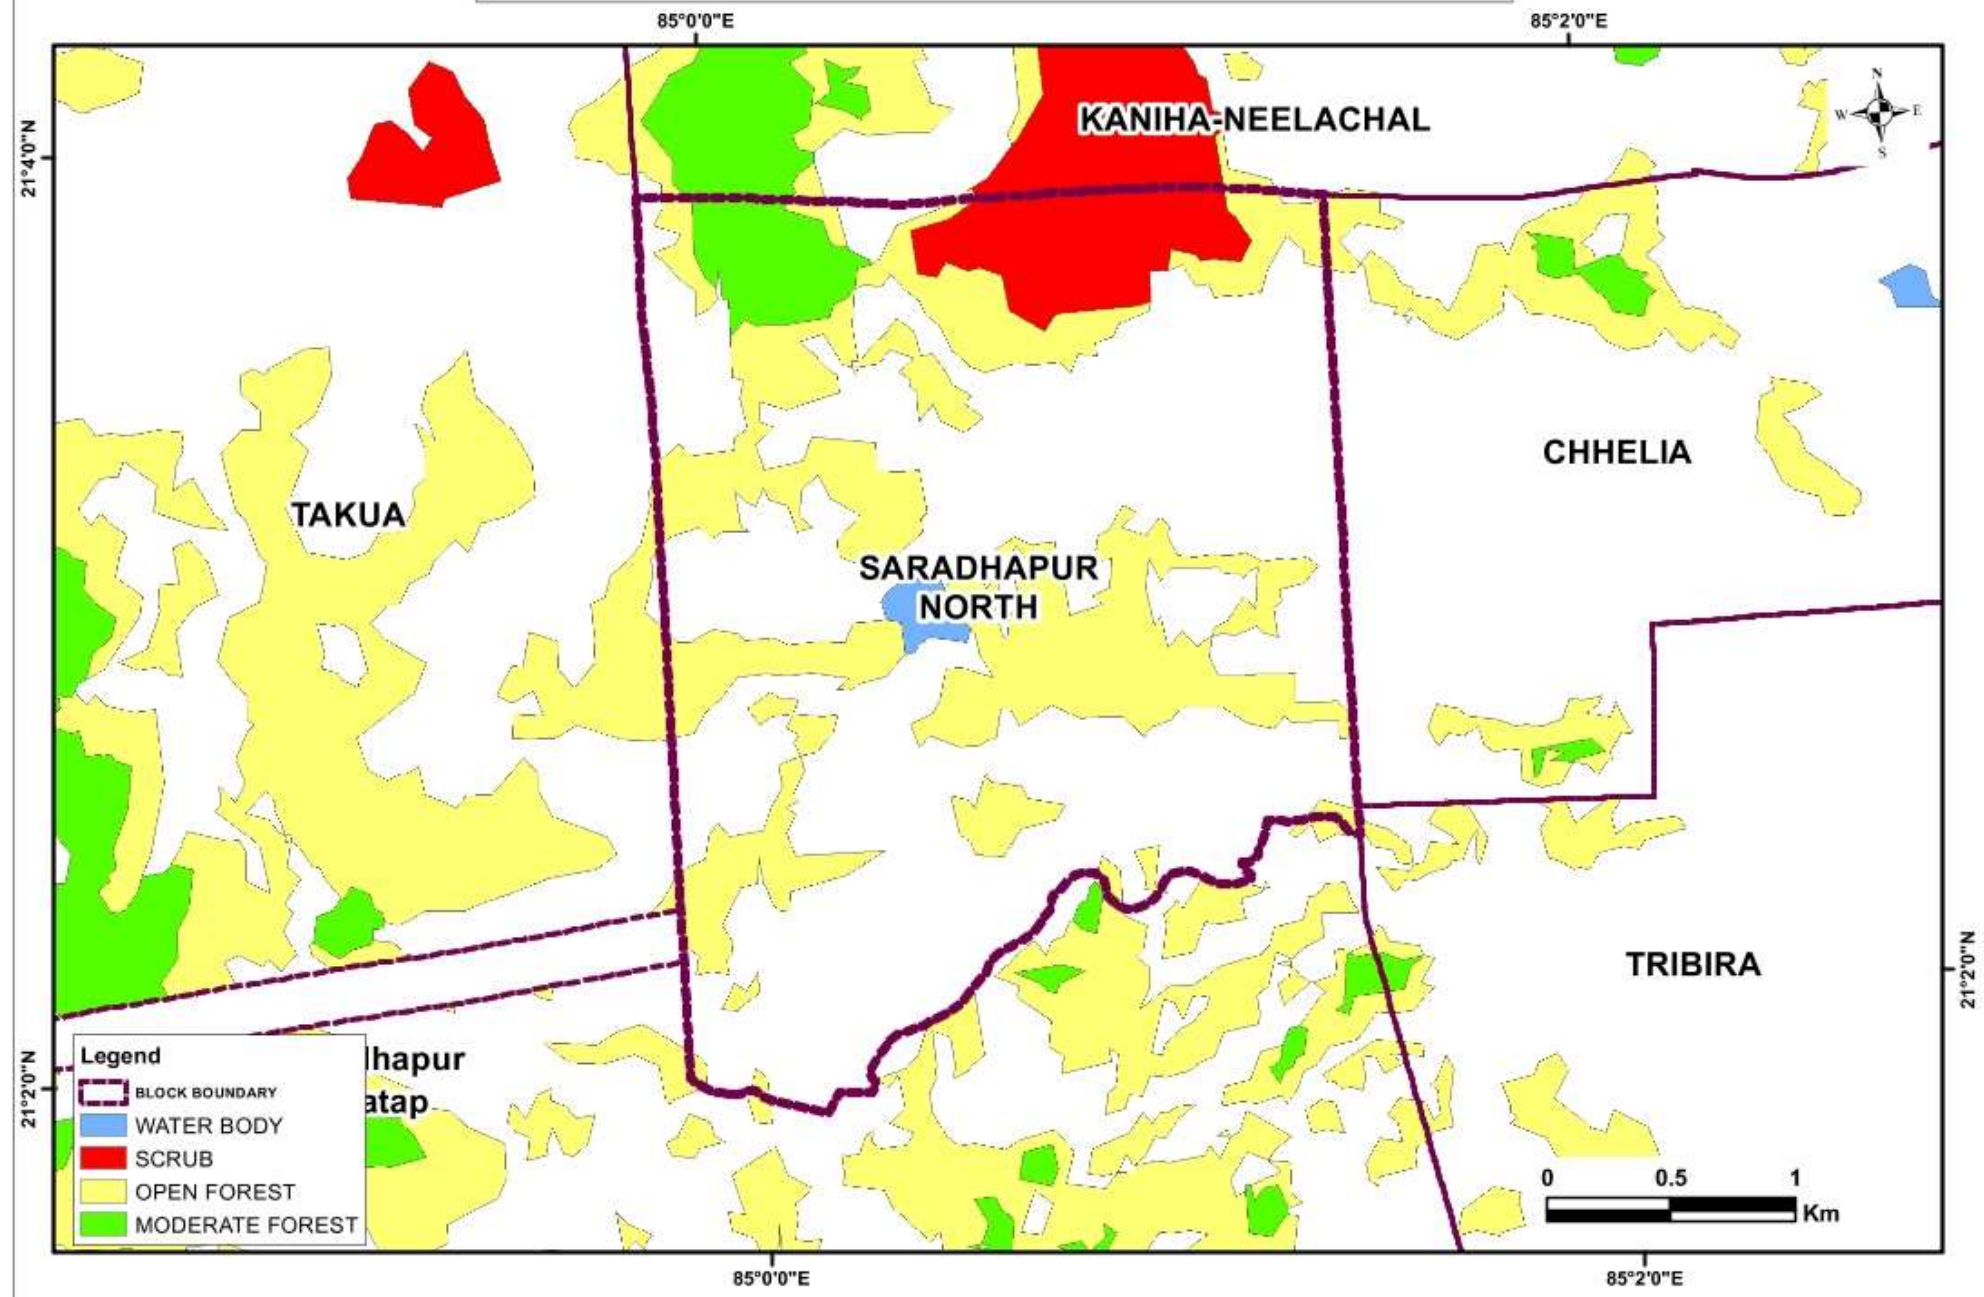 85°0'0"E
85°2'0"E
N
W E
S
21°4'0"N
KANIHA-NEELACHAL
CHHELIA
TAKUA
SARADHAPUR
NORTH
TRIBIRA
21°2'0"N
21°2'0"N
lhapur
atap
Legend
BLOCK BOUNDARY
WATER BODY
SCRUB
OPEN FOREST
MODERATE FOREST
0 0.5 1
Km
85°0'0"E
85°2'0"E